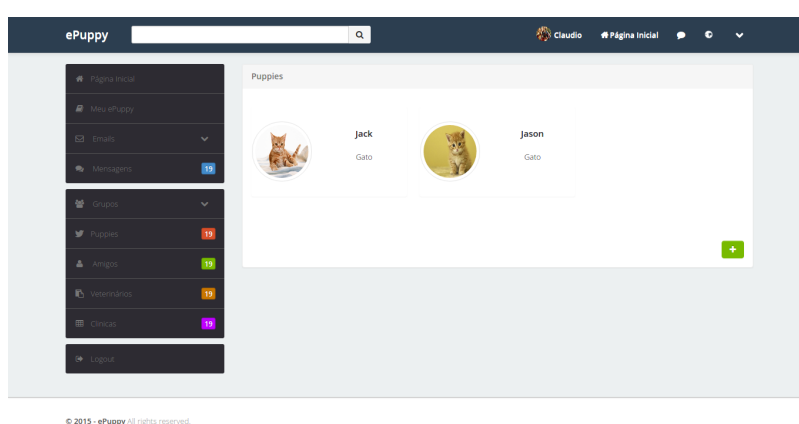 ePuppy
Claudio
Página Inicial
Página Inicial
Meu ePuppy
Emails
Mensagens 19
Grupos
Puppies 19
Amigos 19
Veterinários 19
Clinicas 19
Logout
Puppies
Jack
Gato
Jason
Gato
© 2015 - ePuppy All rights reserved.